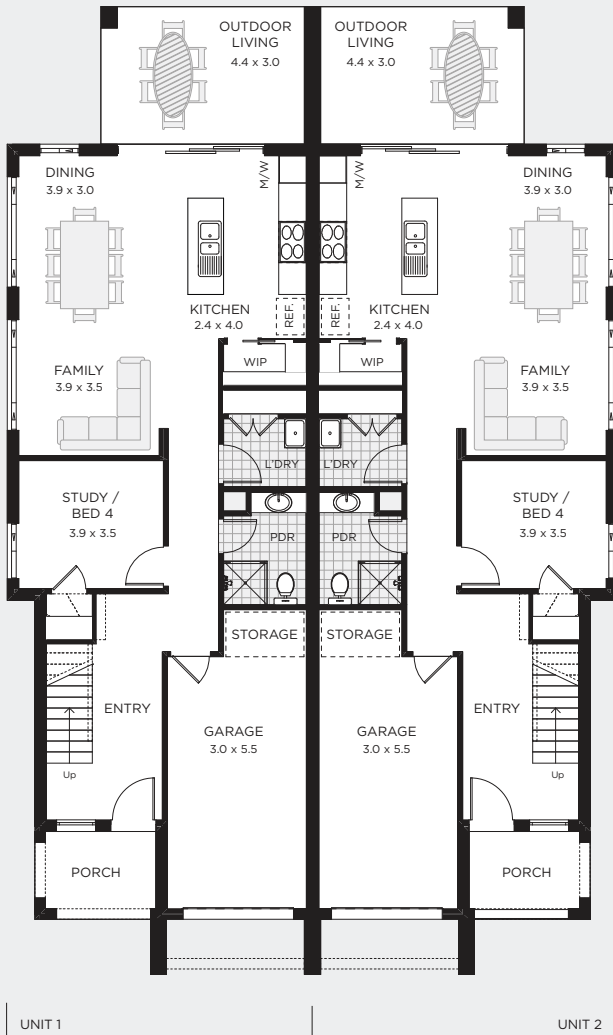 OUTDOOR
LIVING
4.4 x 3.0
OUTDOOR
LIVING
4.4 x 3.0
DINING
3.9 x 3.0
M/W
M/W
DINING
3.9 x 3.0
KITCHEN
2.4 x 4.0
REF.
REF.
KITCHEN
2.4 x 4.0
WIP
WIP
FAMILY
3.9 x 3.5
FAMILY
3.9 x 3.5
L'DRY
L'DRY
STUDY /
BED 4
3.9 x 3.5
STUDY /
BED 4
3.9 x 3.5
PDR
PDR
STORAGE
STORAGE
ENTRY
ENTRY
GARAGE
3.0 x 5.5
GARAGE
3.0 x 5.5
Up
Up
PORCH
PORCH
UNIT 1
UNIT 2